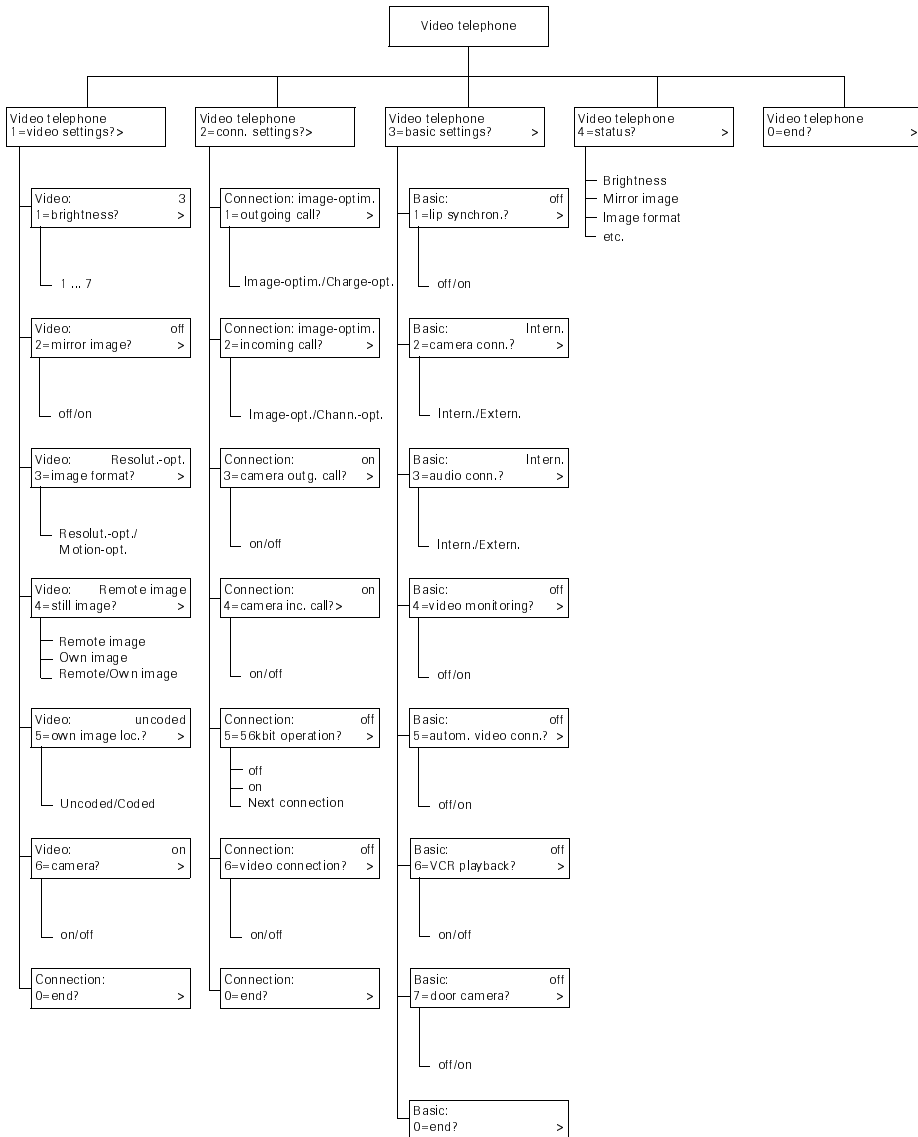 Video telephone
Video telephone
1=video settings?>
Video: 3
1=brightness? >
1 ... 7
Video: off
2=mirror image? >
off/on
Video: Resolut.-opt.
3=image format? >
Resolut.-opt./
Motion-opt.
Video: Remote image
4=still image? >
Remote image
Own image
Remote/Own image
Video: uncoded
5=own image loc.? >
Uncoded/Coded
Video: on
6=camera? >
on/off
Connection:
0=end? >
Video telephone
2=conn. settings?>
Connection: image-optim.
1=outgoing call? >
Image-optim./Charge-opt.
Connection: image-optim.
2=incoming call? >
Image-opt./Chann.-opt.
Connection: on
3=camera outg. call? >
on/off
Connection: on
4=camera inc. call?>
on/off
Connection: off
5=56kbit operation? >
off
on
Next connection
Connection: off
6=video connection? >
on/off
Connection:
0=end? >
Video telephone
3=basic settings? >
Basic: off
1=lip synchron.? >
off/on
Basic: Intern.
2=camera conn.? >
Intern./Extern.
Basic: Intern.
3=audio conn.? >
Intern./Extern.
Basic: off
4=video monitoring? >
off/on
Basic: off
5=autom. video conn.? >
off/on
Basic: off
6=VCR playback? >
on/off
Basic: off
7=door camera? >
off/on
Basic:
0=end? >
Video telephone
4=status? >
Brightness
Mirror image
Image format
etc.
Video telephone
0=end? >